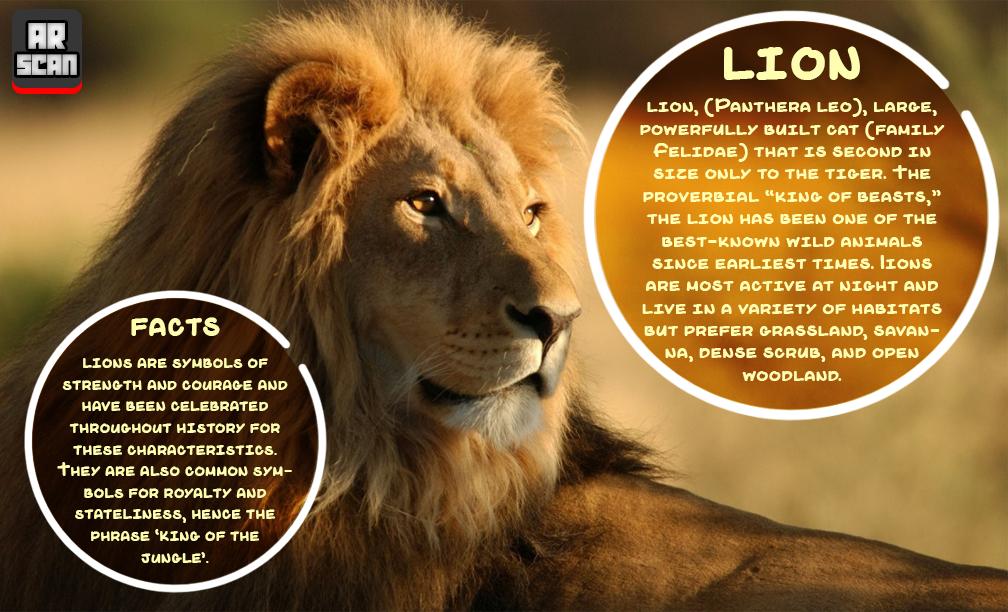 AR
SCAN
LION
LION, (PANTHERA LEO), LARGE,
POWERFULLY BUILT CAT (FAMILY
FELIDAE) THAT IS SECOND IN
SIZE ONLY TO THE TIGER. THE
PROVERBIAL “KING OF BEASTS,”
THE LION HAS BEEN ONE OF THE
BEST-KNOWN WILD ANIMALS
SINCE EARLIEST TIMES. LIONS
ARE MOST ACTIVE AT NIGHT AND
LIVE IN A VARIETY OF HABITATS
BUT PREFER GRASSLAND, SAVAN-
NA, DENSE SCRUB, AND OPEN
WOODLAND.
FACTS
LIONS ARE SYMBOLS OF
STRENGTH AND COURAGE AND
HAVE BEEN CELEBRATED
THROUGHOUT HISTORY FOR
THESE CHARACTERISTICS.
THEY ARE ALSO COMMON SYM-
BOLS FOR ROYALTY AND
STATELINESS, HENCE THE
PHRASE ‘KING OF THE
JUNGLE’.